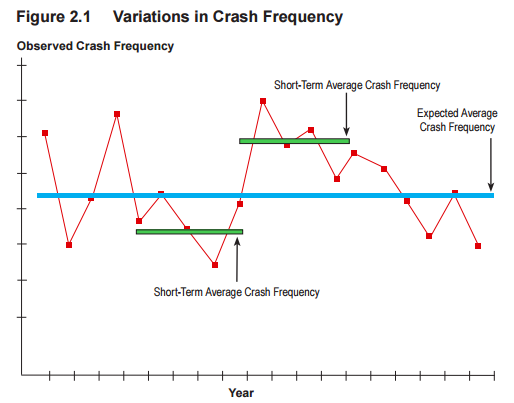 Figure 2.1 Variations in Crash Frequency
Observed Crash Frequency
Short-Term Average Crash Frequency
Expected Average
Crash Frequency
Short-Term Average Crash Frequency
Year